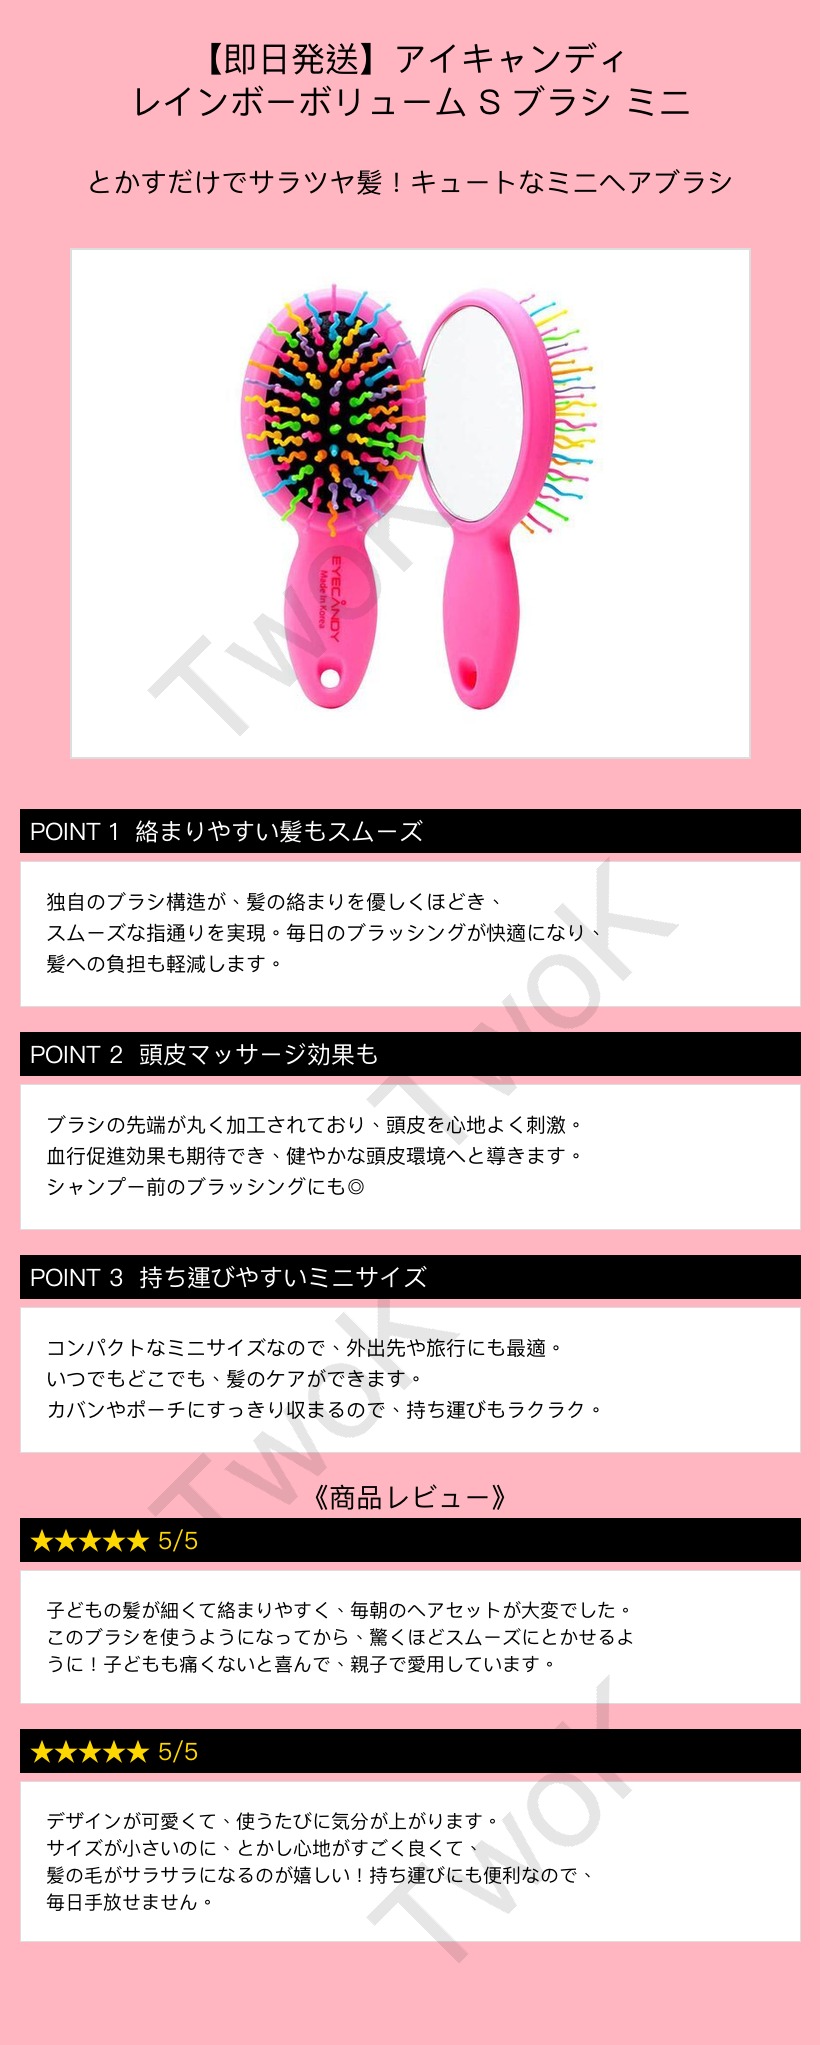 【即日発送】アイキャンディ
レインボーボリューム S ブラシ ミニ
とかすだけでサラツヤ髪！キュートなミニヘアブラシ
EYECANDY
Made In Korea
TwoK
POINT 1 絡まりやすい髪もスムーズ
独自のブラシ構造が、髪の絡まりを優しくほどき、
スムーズな指通りを実現。毎日のブラッシングが快適になり、
髪への負担も軽減します。
TwoK
POINT 2 頭皮マッサージ効果も
ブラシの先端が丸く加工されており、頭皮を心地よく刺激。
血行促進効果も期待でき、健やかな頭皮環境へと導きます。
シャンプー前のブラッシングにも◎
POINT 3 持ち運びやすいミニサイズ
コンパクトなミニサイズなので、外出先や旅行にも最適。
いつでもどこでも、髪のケアができます。
カバンやポーチにすっきり収まるので、持ち運びもラクラク。
TwoK
《商品レビュー》
★★★★★ 5/5
子どもの髪が細くて絡まりやすく、毎朝のヘアセットが大変でした。
このブラシを使うようになってから、驚くほどスムーズにとかせるよ
うに！子どもも痛くないと喜んで、親子で愛用しています。
★★★★★ 5/5
デザインが可愛くて、使うたびに気分が上がります。
サイズが小さいのに、とかし心地がすごく良くて、
髪の毛がサラサラになるのが嬉しい！持ち運びにも便利なので、
毎日手放せません。
TwoK